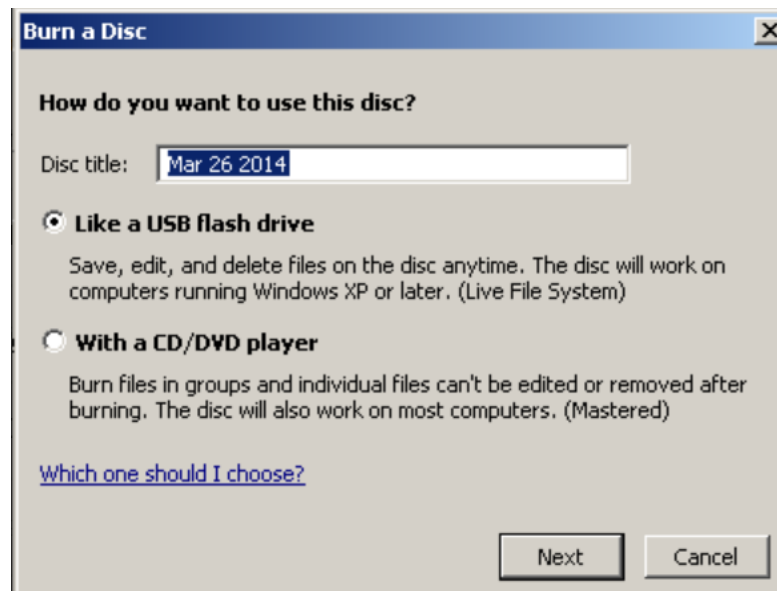 Burn a Disc
How do you want to use this disc?
Disc title: Mar 26 2014
Like a USB flash drive
Save, edit, and delete files on the disc anytime. The disc will work on
computers running Windows XP or later. (Live File System)
With a CD/DVD player
Burn files in groups and individual files can't be edited or removed after
burning. The disc will also work on most computers. (Mastered)
Which one should I choose?
Next Cancel